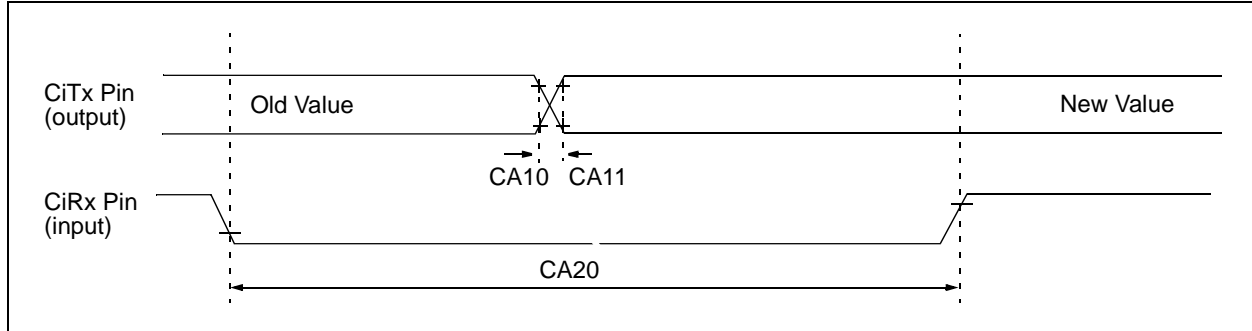 CiTx Pin
(output)
Old Value
New Value
CA10 CA11
CiRx Pin
(input)
CA20